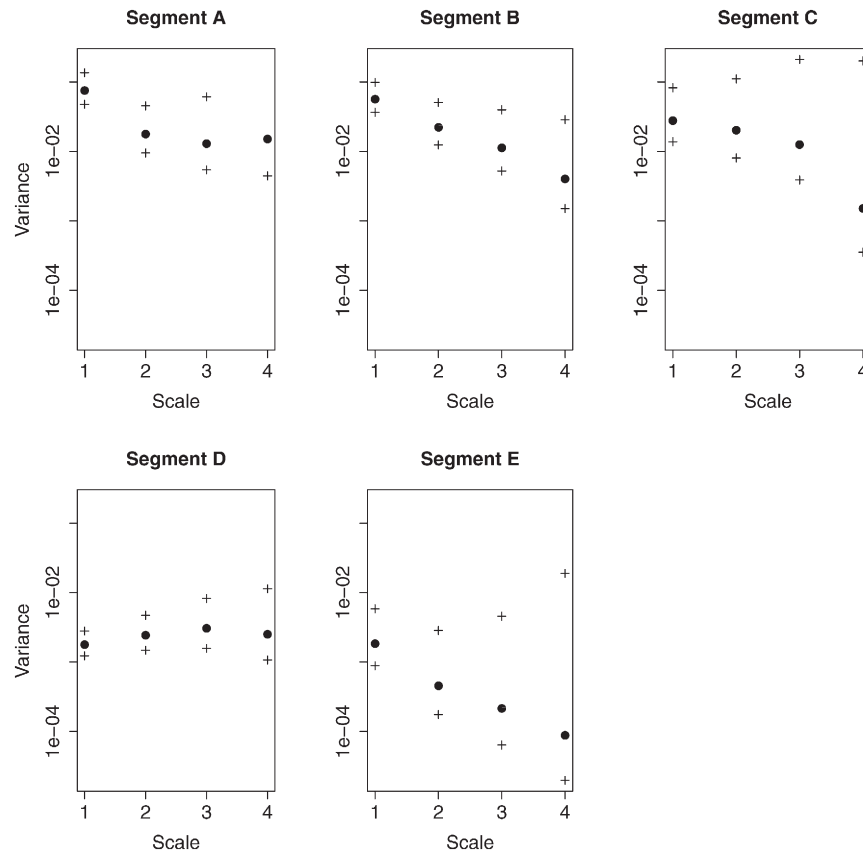 Segment A
Segment B
Segment C
Variance
1e−02
1e−04
1 2 3 4
Scale
1e−02
1e−04
1 2 3 4
Scale
1e−02
1e−04
1 2 3 4
Scale
Segment D
Segment E
Variance
1e−02
1e−04
1 2 3 4
Scale
1e−02
1e−04
1 2 3 4
Scale